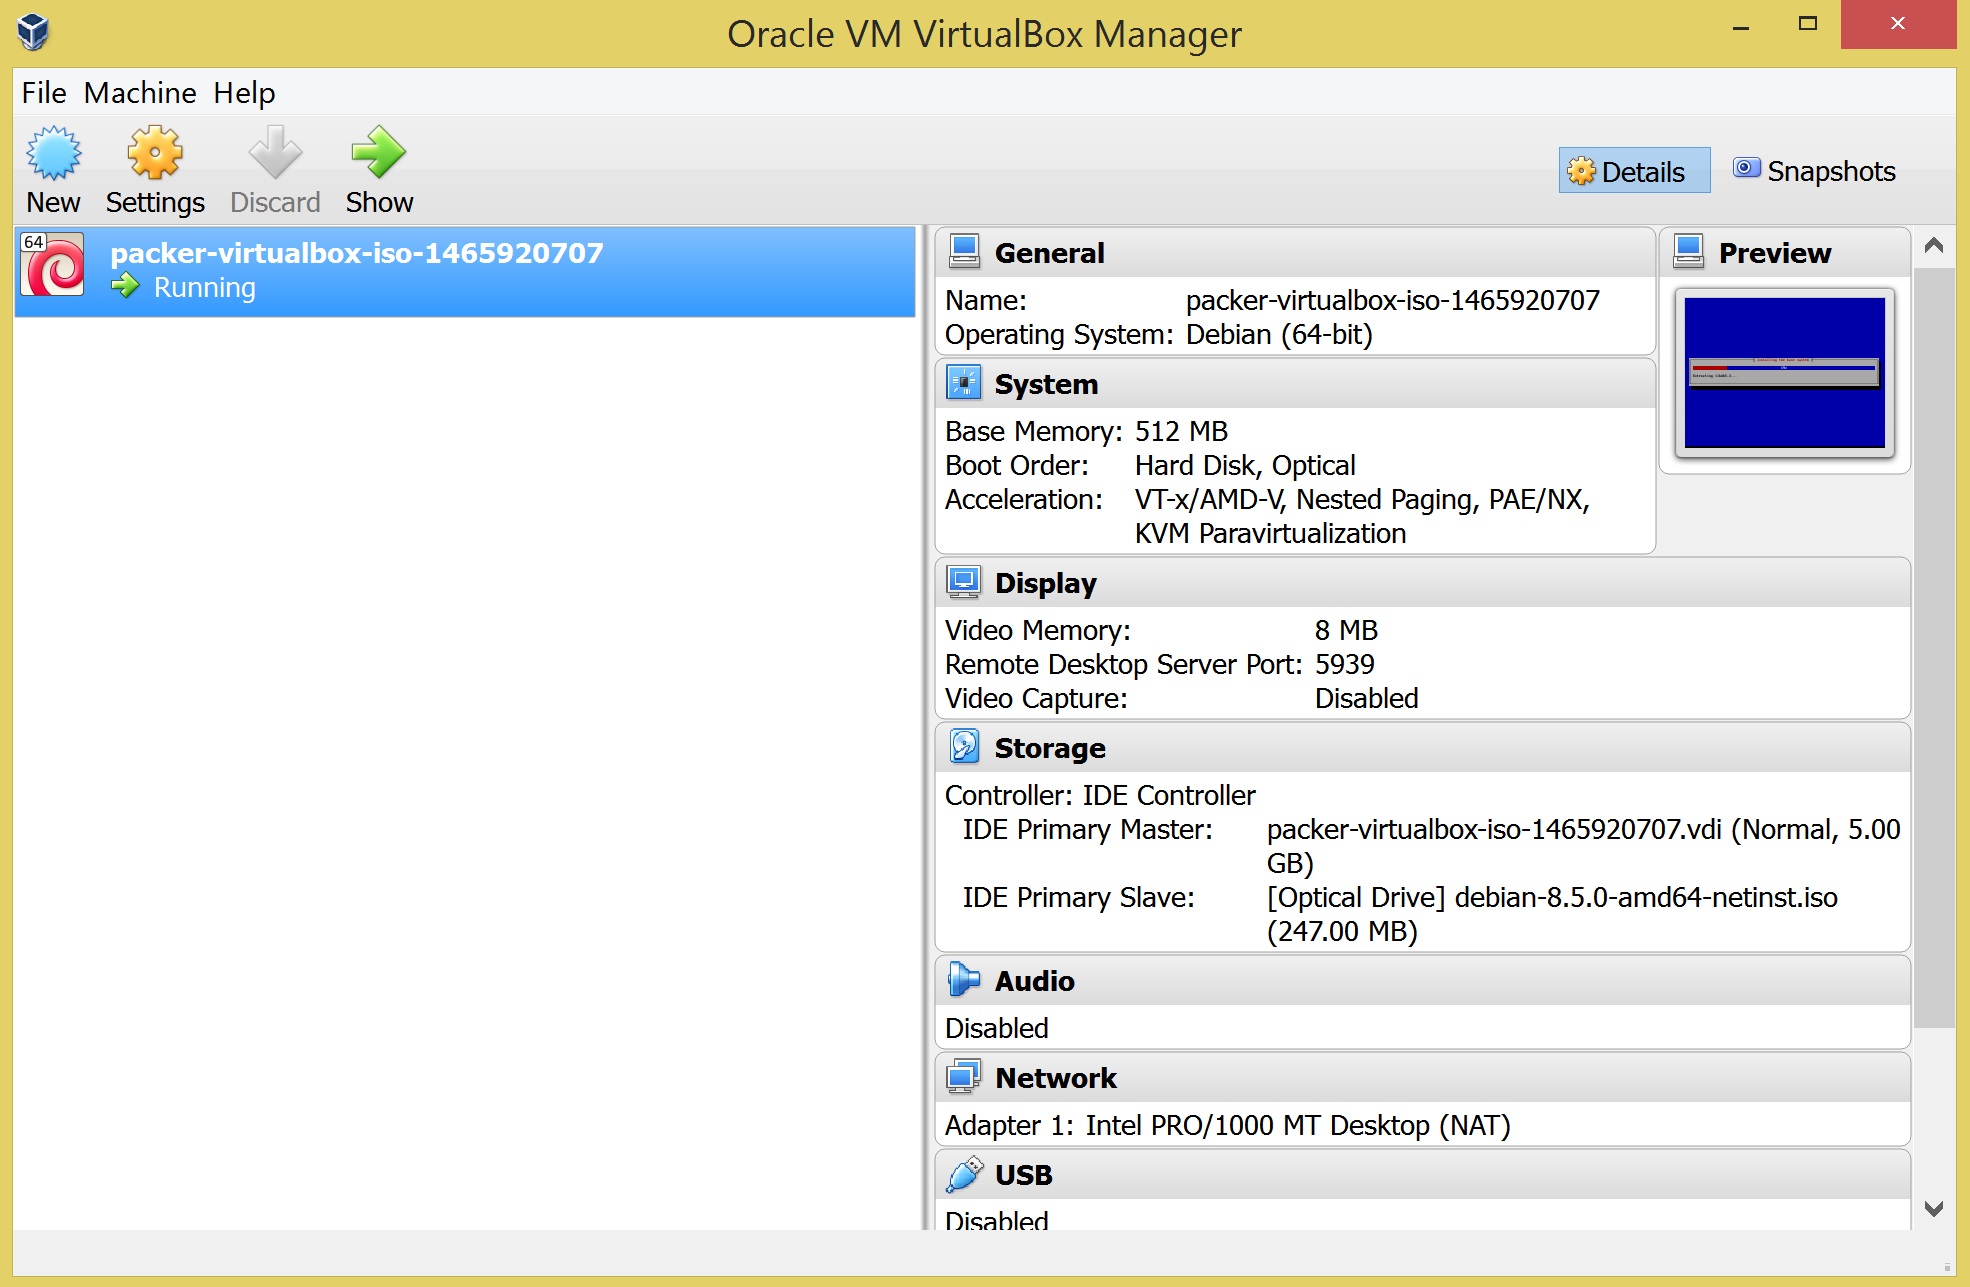 Oracle VM VirtualBox Manager
File Machine Help
New Settings Discard Show
Details Snapshots
64
packer-virtualbox-iso-1465920707
Running
General
Name: packer-virtualbox-iso-1465920707
Operating System: Debian (64-bit)
Preview
System
Base Memory: 512 MB
Boot Order: Hard Disk, Optical
Acceleration: VT-x/AMD-V, Nested Paging, PAE/NX,
KVM Paravirtualization
Display
Video Memory: 8 MB
Remote Desktop Server Port: 5939
Video Capture: Disabled
Storage
Controller: IDE Controller
IDE Primary Master: packer-virtualbox-iso-1465920707.vdi (Normal, 5.00
GB)
IDE Primary Slave: [Optical Drive] debian-8.5.0-amd64-netinst.iso
(247.00 MB)
Audio
Disabled
Network
Adapter 1: Intel PRO/1000 MT Desktop (NAT)
USB
Disabled